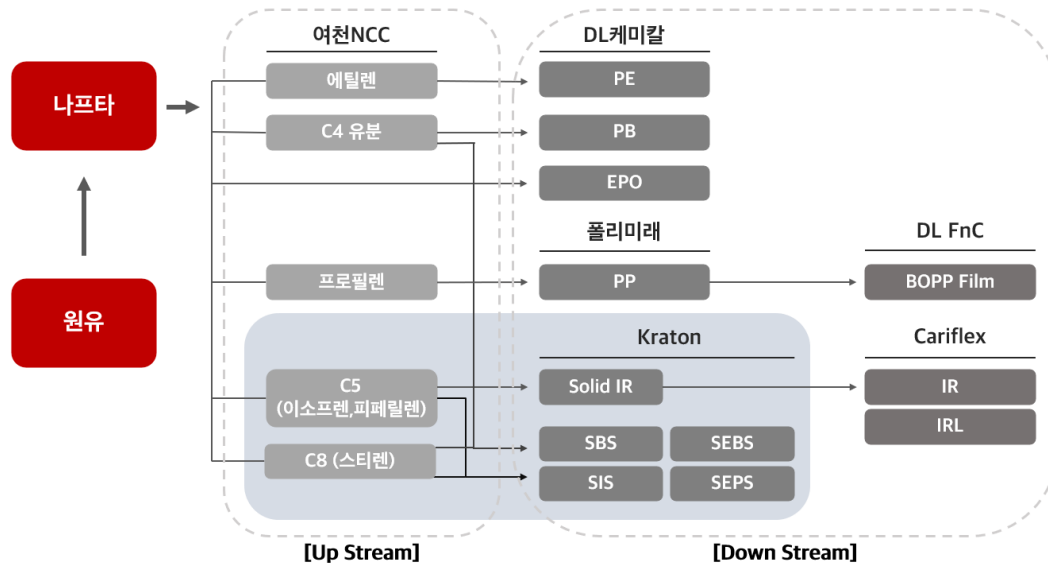 여천NCC
DL케미칼
에틸렌
PE
나프타
C4 유분
PB
EPO
폴리미래
DL FnC
프로필렌
PP
BOPP Film
원유
Kraton
Cariflex
C5
(이소프렌,피페릴렌)
Solid IR
IR
IRL
C8 (스티렌)
SBS
SEBS
SIS
SEPS
[Up Stream]
[Down Stream]